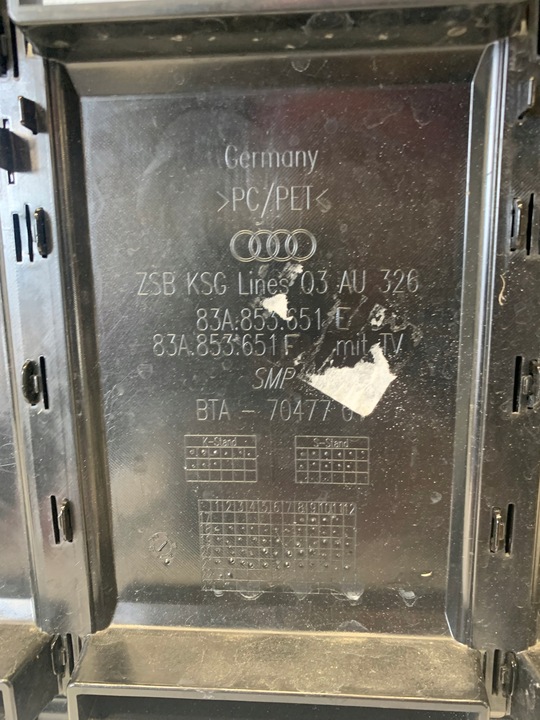 Germany
>PC/PET<
ZSB KSG Lines Q3 AU 326
83A.853.651 E
83A.853.651 F mit TV
SMP
BTA - 70477
K-Stand S-Stand
1 2 3 4 5 6 7 8 9 10 11 12